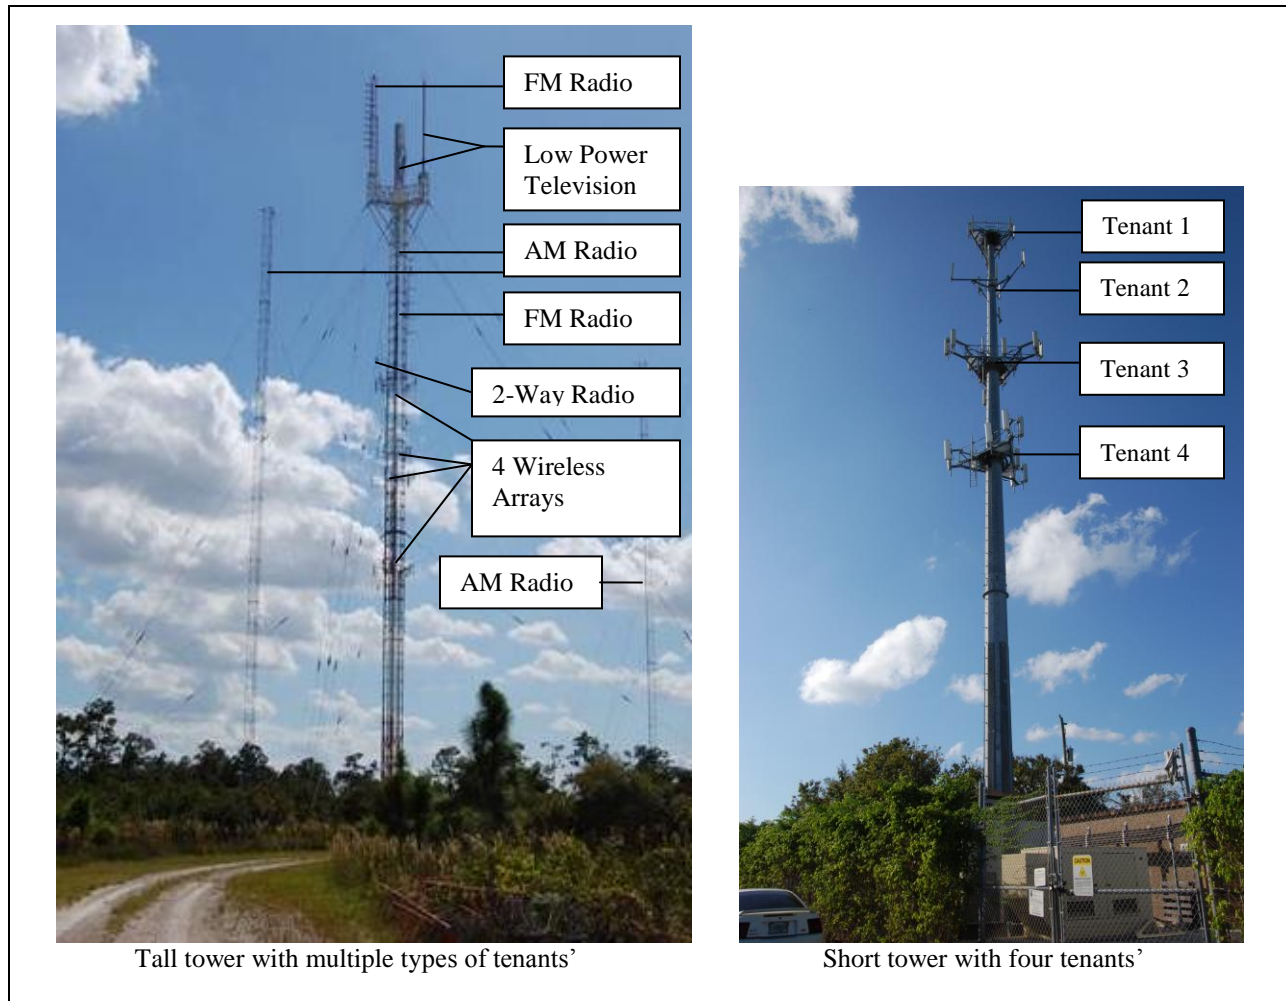 FM Radio
Low Power
Television
AM Radio
FM Radio
2-Way Radio
4 Wireless
Arrays
AM Radio
Tall tower with multiple types of tenants’
Tenant 1
Tenant 2
Tenant 3
Tenant 4
CAUTION
Short tower with four tenants’